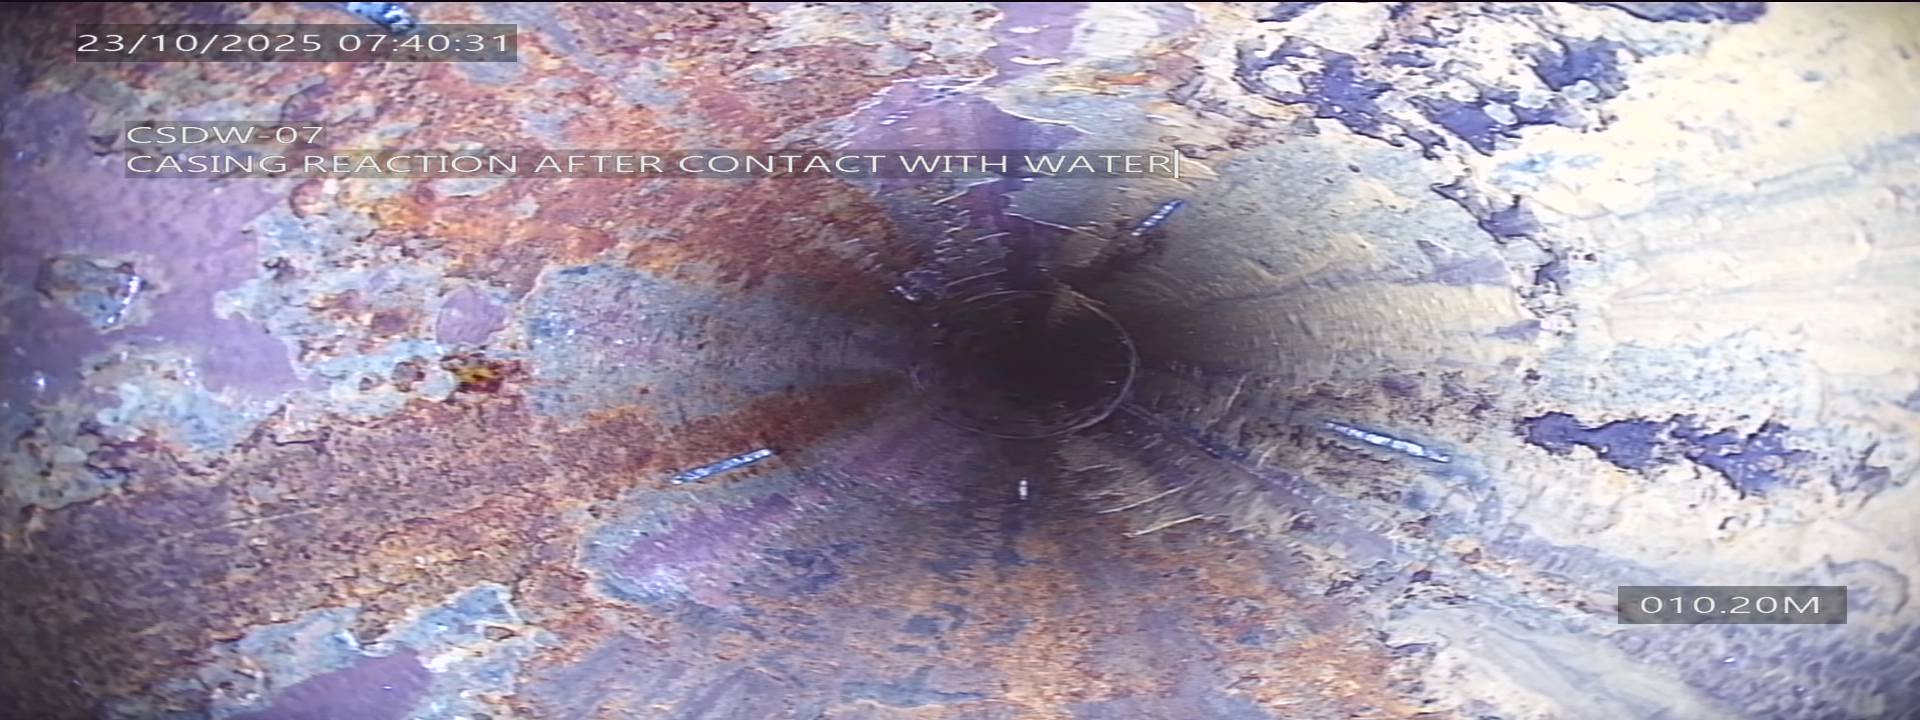 23/10/2025 07:40:31
CSDW-07
CASING REACTION AFTER CONTACT WITH WATER
010.20M